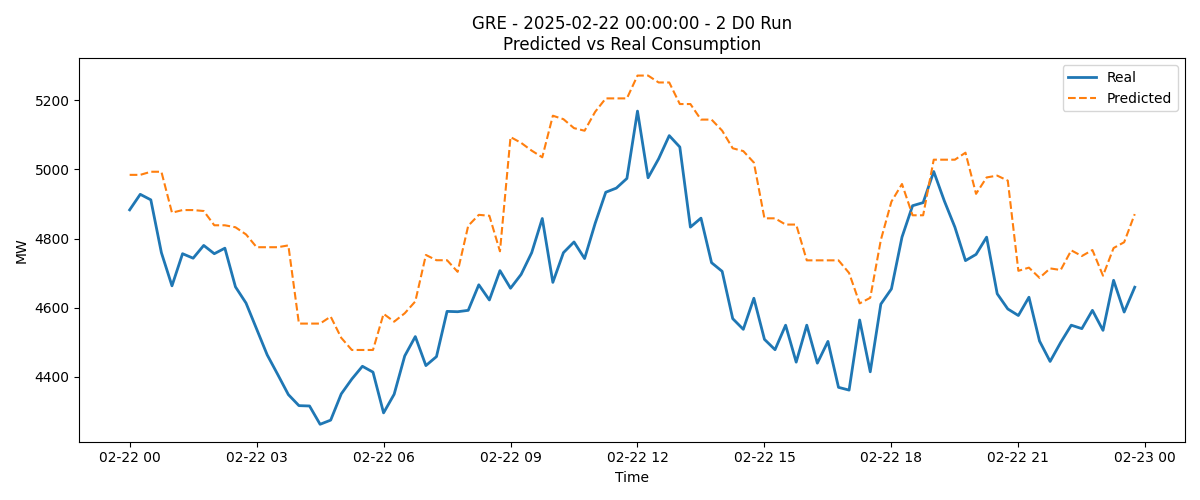 GRE - 2025-02-22 00:00:00 - 2 D0 Run
Predicted vs Real Consumption
Real
Predicted
MW
5200
5000
4800
4600
4400
02-22 00
02-22 03
02-22 06
02-22 09
02-22 12
02-22 15
02-22 18
02-22 21
02-23 00
Time